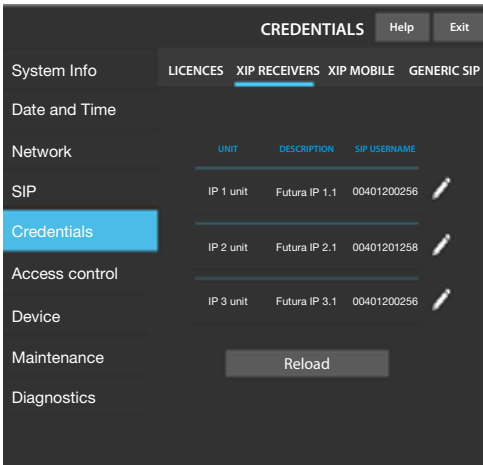 CREDENTIALS Help Exit
System Info
Date and Time
Network
SIP
Credentials
Access control
Device
Maintenance
Diagnostics
LICENCES XIP RECEIVERS XIP MOBILE GENERIC SIP
UNIT DESCRIPTION SIP USERNAME
IP 1 unit Futura IP 1.1 00401200256
IP 2 unit Futura IP 2.1 00401201258
IP 3 unit Futura IP 3.1 00401200256
Reload